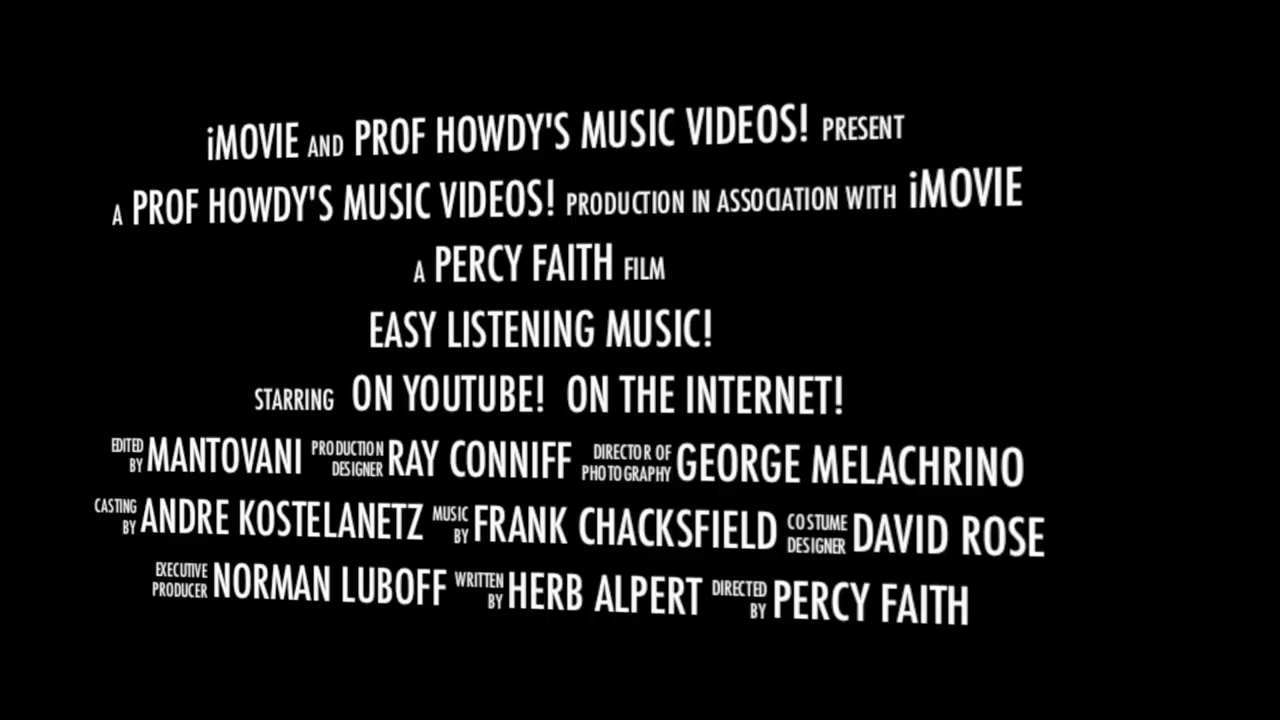 iMOVIE AND PROF HOWDY'S MUSIC VIDEOS! PRESENT
A PROF HOWDY'S MUSIC VIDEOS! PRODUCTION IN ASSOCIATION WITH iMOVIE
A PERCY FAITH FILM
EASY LISTENING MUSIC!
STARRING ON YOUTUBE! ON THE INTERNET!
EDITED BY MANTOVANI PRODUCTION DESIGNER RAY CONNIFF DIRECTOR OF PHOTOGRAPHY GEORGE MELACHRINO
CASTING BY ANDRE KOSTELANETZ MUSIC BY FRANK CHACKSFIELD COSTUME DESIGNER DAVID ROSE
EXECUTIVE PRODUCER NORMAN LUBOFF WRITTEN BY HERB ALPERT DIRECTED BY PERCY FAITH